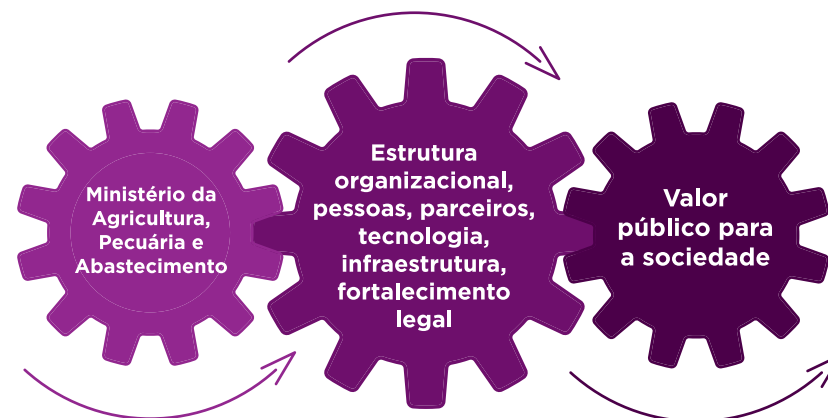 Ministério da
Agricultura,
Pecuária e
Abastecimento
Estrutura
organizacional,
pessoas, parceiros,
tecnologia,
infraestrutura,
fortalecimento
legal
Valor
público para
a sociedade